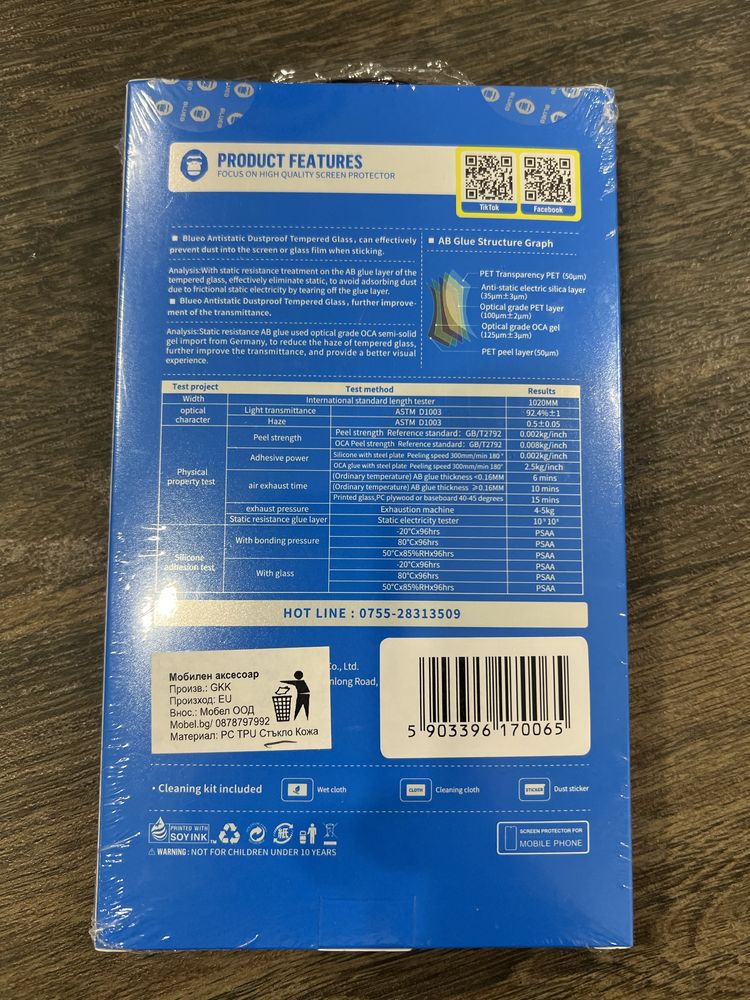 BLUEO
BLUEO
BLUEO
BLUEO
PRODUCT FEATURES
FOCUS ON HIGH QUALITY SCREEN PROTECTOR
TikTok
Facebook
■ Blueo Antistatic Dustproof Tempered Glass, can effectively
prevent dust into the screen or glass film when sticking.
Analysis:With static resistance treatment on the AB glue layer of the
tempered glass, effectively eliminate static, to avoid adsorbing dust
due to frictional static electricity by tearing off the glue layer.
■ Blueo Antistatic Dustproof Tempered Glass, further improve-
ment of the transmittance.
Analysis:Static resistance AB glue used optical grade OCA semi-solid
gel import from Germany, to reduce the haze of tempered glass,
further improve the transmittance, and provide a better visual
experience.
■ AB Glue Structure Graph
PET Transparency PET (50μm)
Anti-static electric silica layer
(35μm±3μm)
Optical grade PET layer
(100μm±2μm)
Optical grade OCA gel
(125μm±3μm)
PET peel layer(50μm)
Test project Test method Results
Width International standard length tester 1020MM
optical character Light transmittance ASTM D1003 92.4%±1
Haze ASTM D1003 0.5±0.05
Physical property test Peel strength Peel strength Reference standard: GB/T2792 0.002kg/inch
OCA Peel strength Reference standard: GB/T2792 0.008kg/inch
Adhesive power Silicone with steel plate Peeling speed 300mm/min 180° 0.002kg/inch
OCA glue with steel plate Peeling speed 300mm/min 180° 2.5kg/inch
air exhaust time (Ordinary temperature) AB glue thickness <0.16MM 6 mins
(Ordinary temperature) AB glue thickness ≥0.16MM 10 mins
Printed glass,PC plywood or baseboard 40-45 degrees 15 mins
exhaust pressure Exhaustion machine 4-5kg
Static resistance glue layer Static electricity tester
Silicone adhesion test With bonding pressure -20°Cx96hrs PSAA
80°Cx96hrs PSAA
50°Cx85%RHx96hrs PSAA
With glass -20°Cx96hrs PSAA
80°Cx96hrs PSAA
50°Cx85%RHx96hrs PSAA
HOT LINE : 0755-28313509
Co., Ltd.
Road,
Мобилен аксесоар
Произв.: GKK
Произход: EU
Внос.: Мобел ООД
Mobel.bg/ 0878797992
Материал: PC TPU Стъкло Кожа
5 903396 170065
• Cleaning kit included
Wet cloth
CLOTH
Cleaning cloth
STICKER
Dust sticker
PRINTED WITH
SOY INK TM
⚠ WARNING: NOT FOR CHILDREN UNDER 10 YEARS
SCREEN PROTECTOR FOR
MOBILE PHONE